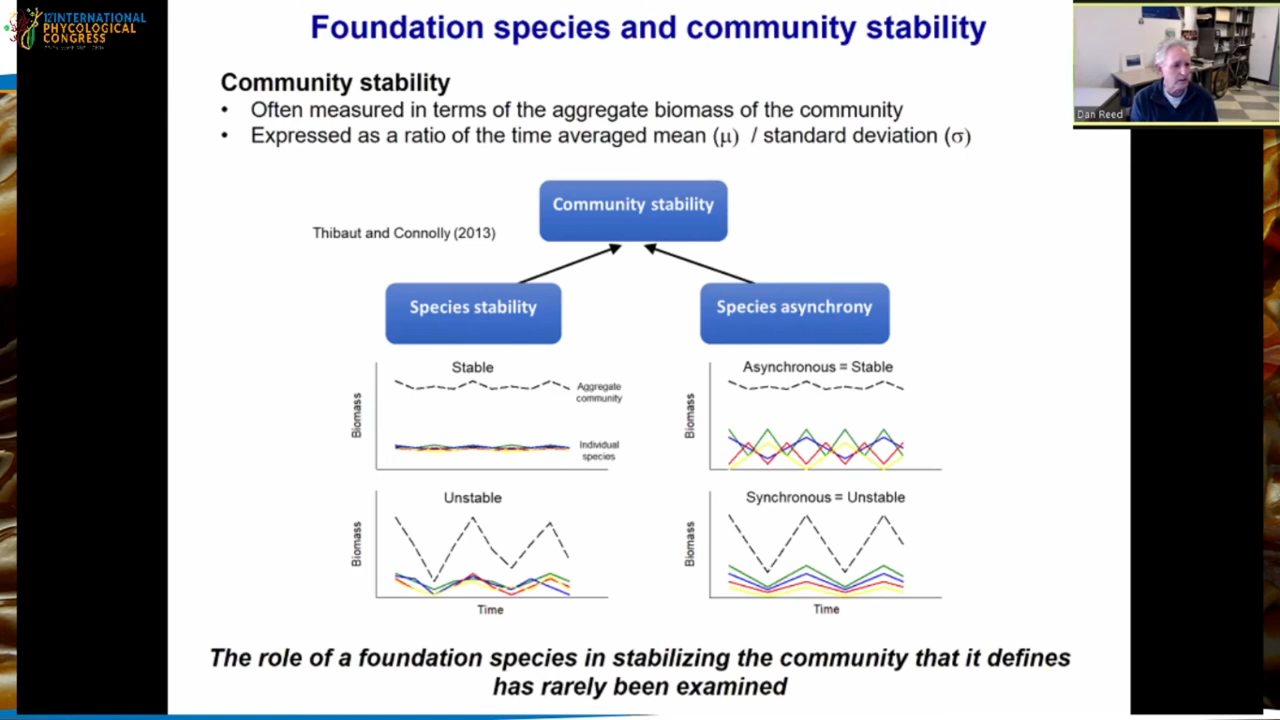 12th INTERNATIONAL
PHYCOLOGICAL
CONGRESS
Foundation species and community stability
Dan Reed
Community stability
• Often measured in terms of the aggregate biomass of the community
• Expressed as a ratio of the time averaged mean (μ) / standard deviation (σ)
Community stability
Thibaut and Connolly (2013)
Species stability
Species asynchrony
Stable
Aggregate
community
Individual
species
Biomass
Asynchronous = Stable
Biomass
Unstable
Biomass
Time
Synchronous = Unstable
Biomass
Time
The role of a foundation species in stabilizing the community that it defines
has rarely been examined